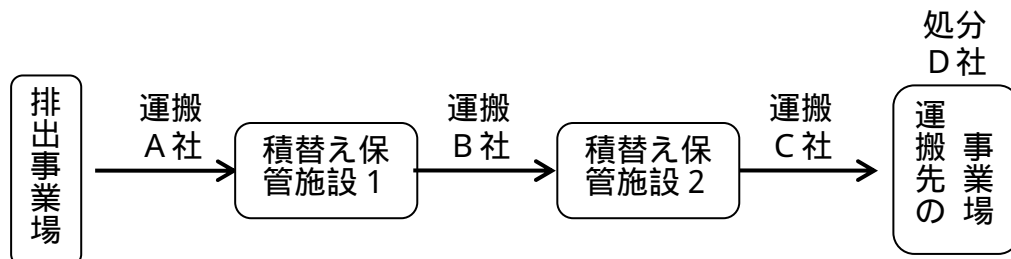 排出事業場
運搬
A社
積替え保
管施設1
運搬
B社
積替え保
管施設2
運搬
C社
処分
D社
運搬先の
事業場